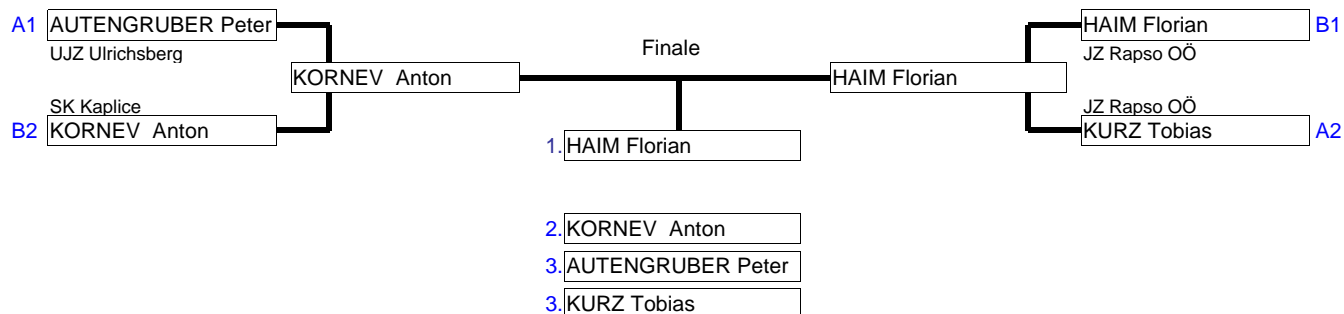 A1 AUTENGRUBER Peter
UJZ Ulrichsberg
SK Kaplice
B2 KORNEV Anton
KORNEV Anton
Finale
HAIM Florian
HAIM Florian B1
JZ Rapso OÖ
JZ Rapso OÖ
KURZ Tobias A2
1. HAIM Florian
2. KORNEV Anton
3. AUTENGRUBER Peter
3. KURZ Tobias